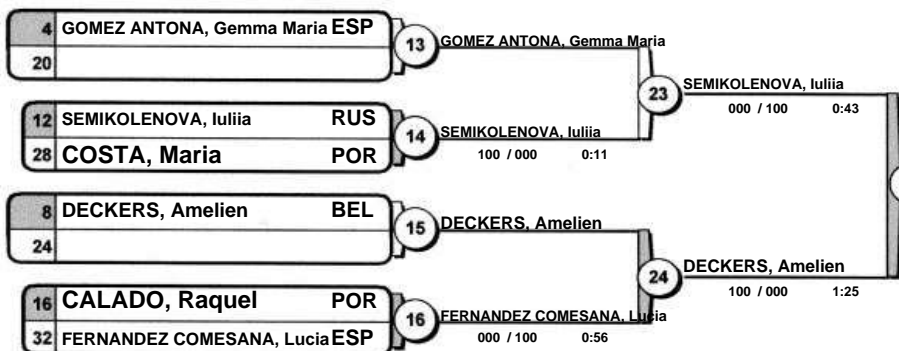 4 GOMEZ ANTONA, Gemma Maria ESP
20
13
GOMEZ ANTONA, Gemma Maria
12 SEMIKOLENOVA, Iuliia RUS
28 COSTA, Maria POR
14
SEMIKOLENOVA, Iuliia
100 / 000 0:11
23
SEMIKOLENOVA, Iuliia
000 / 100 0:43
8 DECKERS, Amelien BEL
24
15
DECKERS, Amelien
16 CALADO, Raquel POR
32 FERNANDEZ COMESANA, Lucia ESP
16
FERNANDEZ COMESANA, Lucia
000 / 100 0:56
24
DECKERS, Amelien
100 / 000 1:25